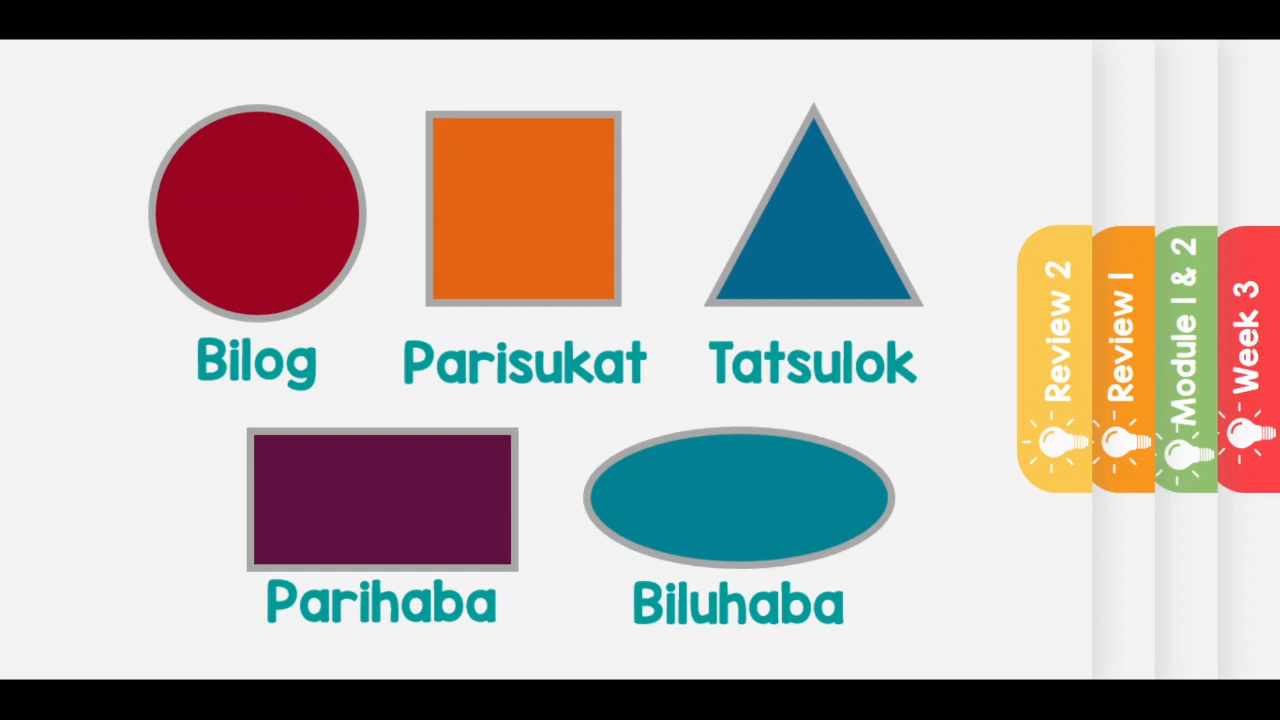 Bilog
Parisukat
Tatsulok
Parihaba
Biluhaba
Review 2
Review 1
Module 1 & 2
Week 3